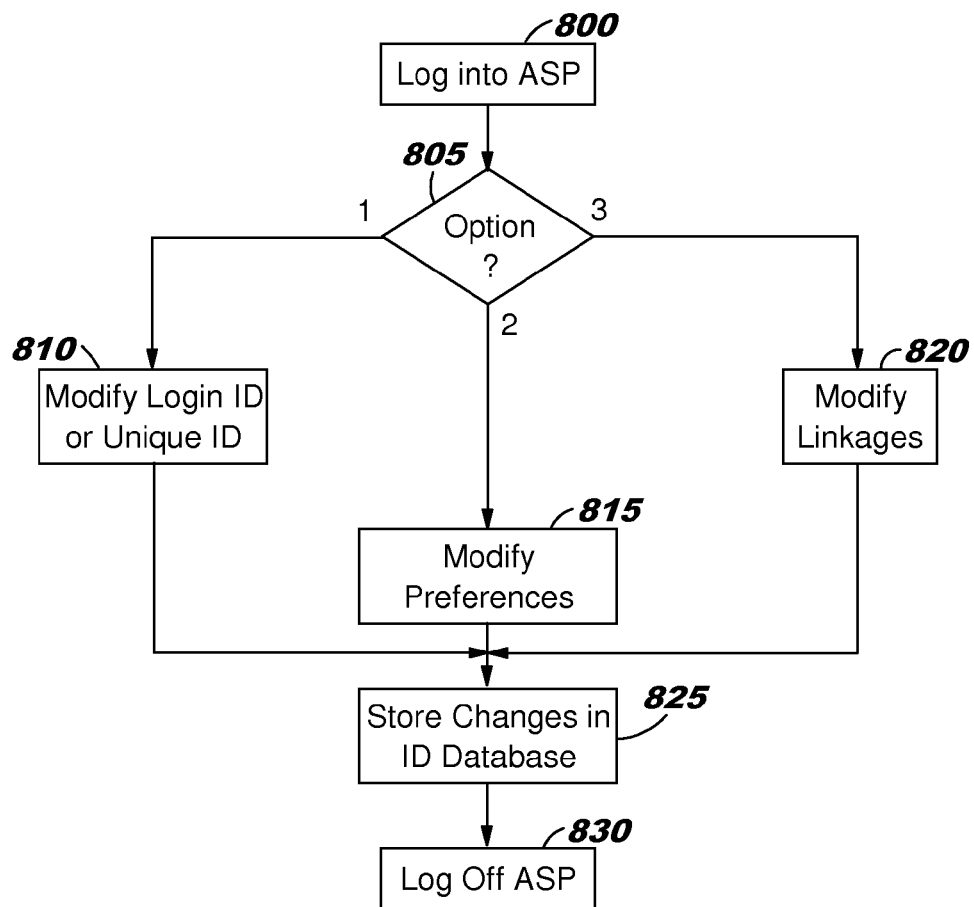 800
Log into ASP
805
1
Option
?
3
2
810
Modify Login ID
or Unique ID
820
Modify
Linkages
815
Modify
Preferences
825
Store Changes in
ID Database
830
Log Off ASP